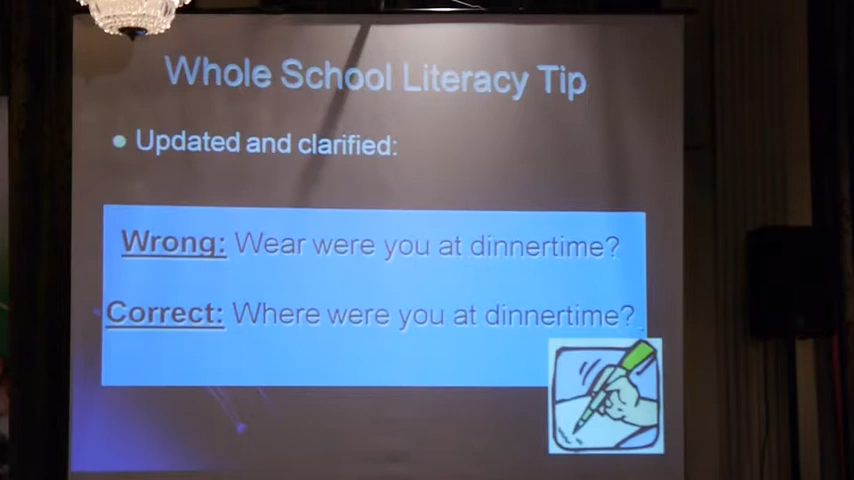 Whole School Literacy Tip
Updated and clarified:
Wrong: Wear were you at dinnertime?
Correct: Where were you at dinnertime?